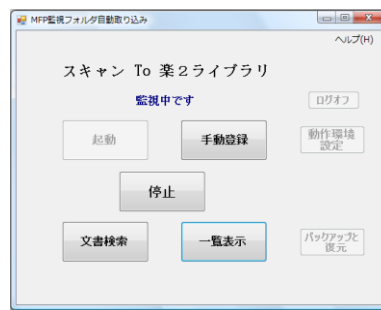 MFP監視フォルダ自動取り込み
ヘルプ(H)
スキャン To 楽2ライブラリ
監視中です
ログオフ
起動
手動登録
動作環境
設定
停止
文書検索
一覧表示
バックアップと
復元